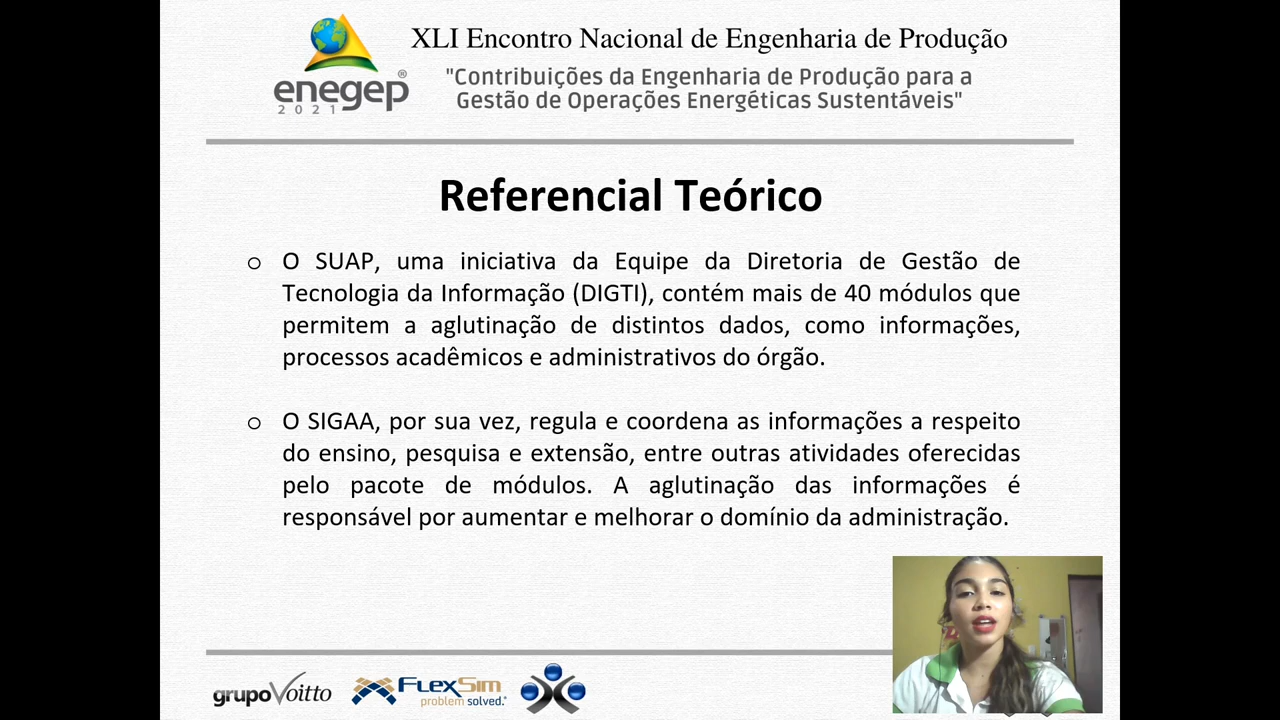 XLI Encontro Nacional de Engenharia de Produção
"Contribuições da Engenharia de Produção para a
Gestão de Operações Energéticas Sustentáveis"
enegep®
2021
Referencial Teórico
O SUAP, uma iniciativa da Equipe da Diretoria de Gestão de
Tecnologia da Informação (DIGTI), contém mais de 40 módulos que
permitem a aglutinação de distintos dados, como informações,
processos acadêmicos e administrativos do órgão.
O SIGAA, por sua vez, regula e coordena as informações a respeito
do ensino, pesquisa e extensão, entre outras atividades oferecidas
pelo pacote de módulos. A aglutinação das informações é
responsável por aumentar e melhorar o domínio da administração.
grupoVoitto
FLEXSIM
problem solved.®